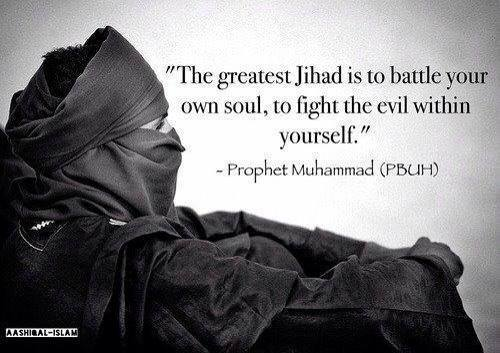 "The greatest Jihad is to battle your
own soul, to fight the evil within
yourself."
- Prophet Muhammad (PBUH)
AASHIQAL-ISLAM